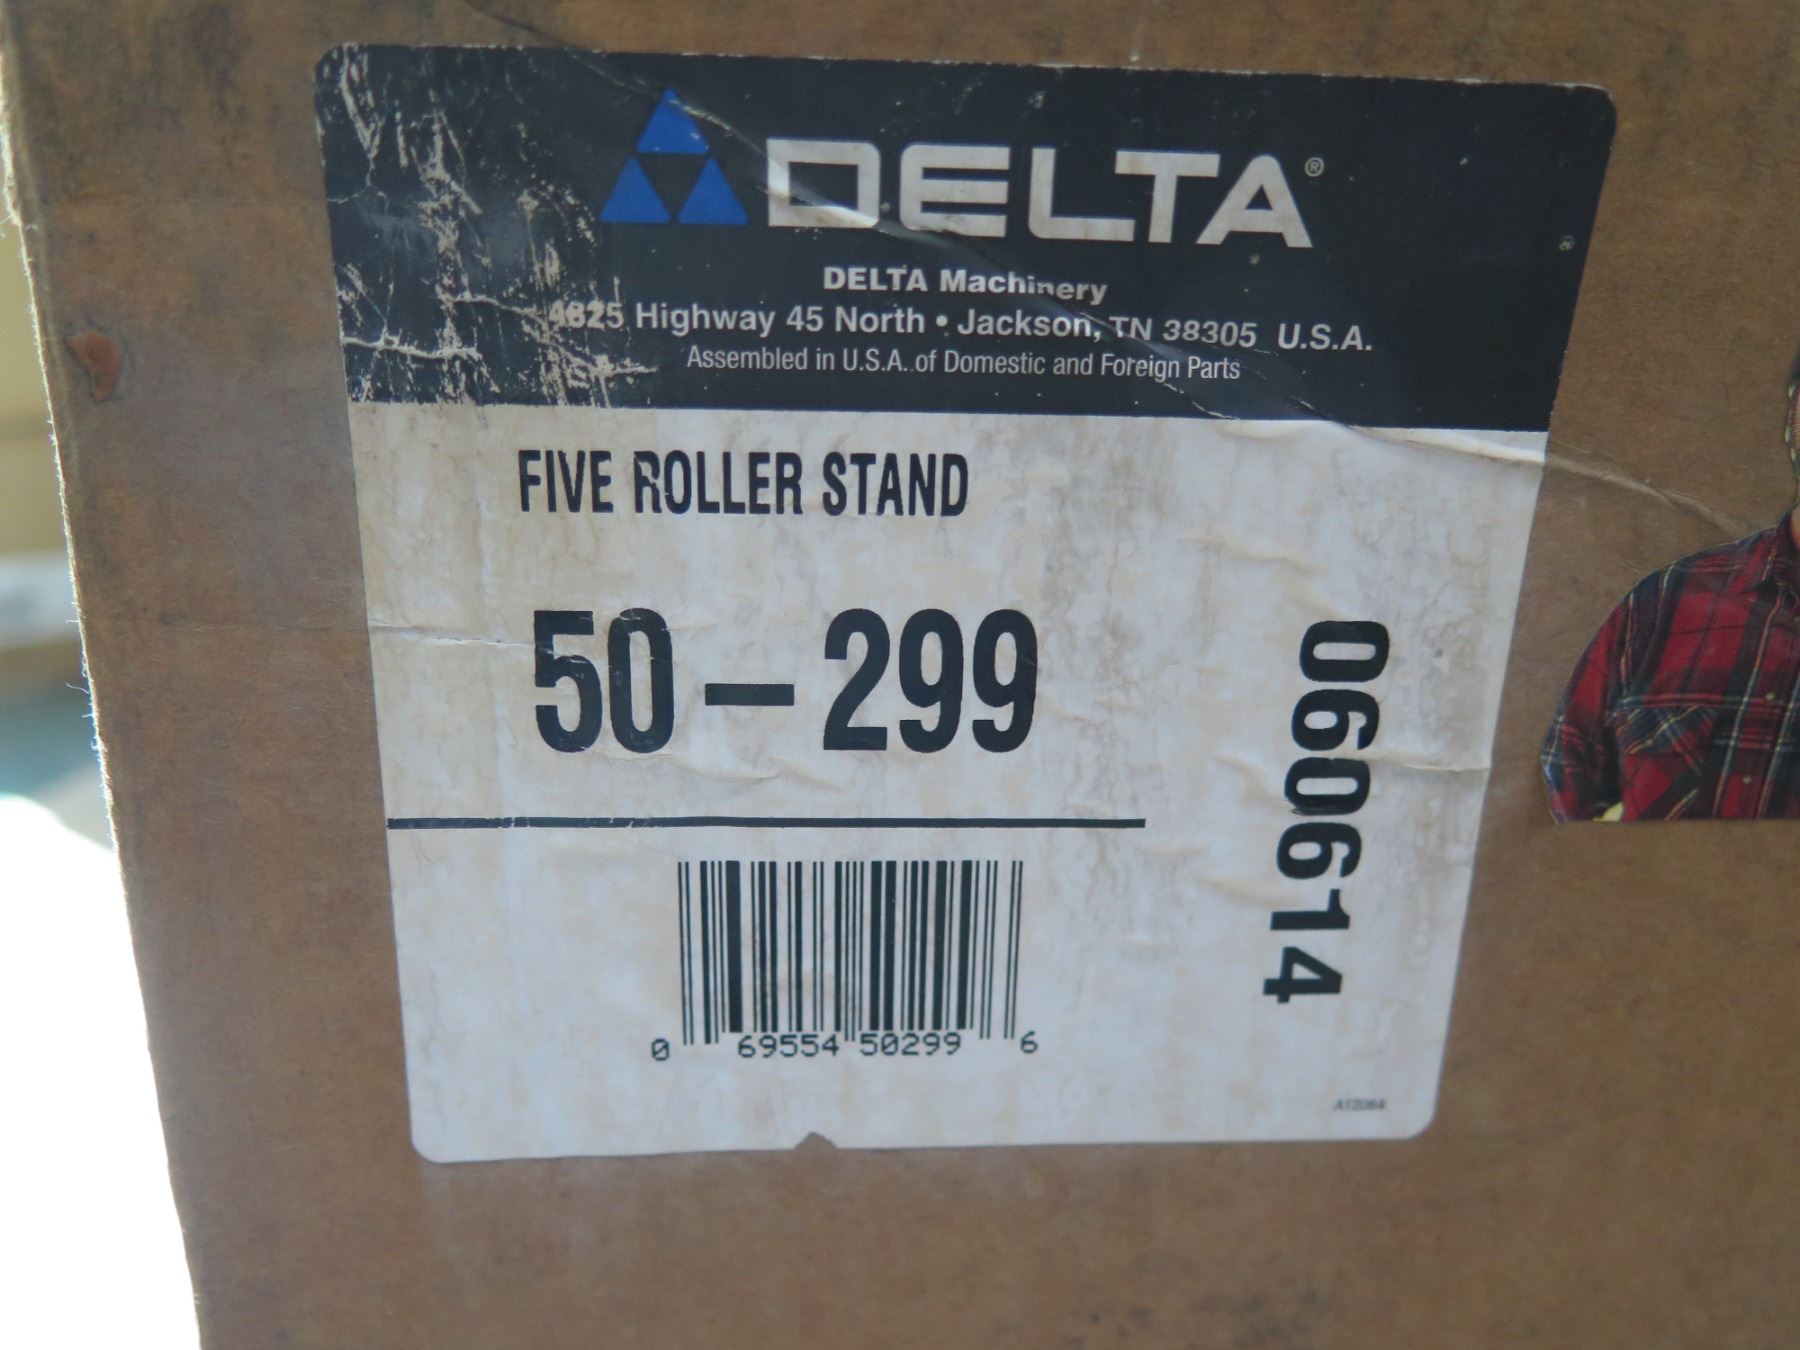 DELTA®
DELTA Machinery
4825 Highway 45 North • Jackson, TN 38305 U.S.A.
Assembled in U.S.A. of Domestic and Foreign Parts
FIVE ROLLER STAND
50-299
060614
0 69554 50299 6
A12064